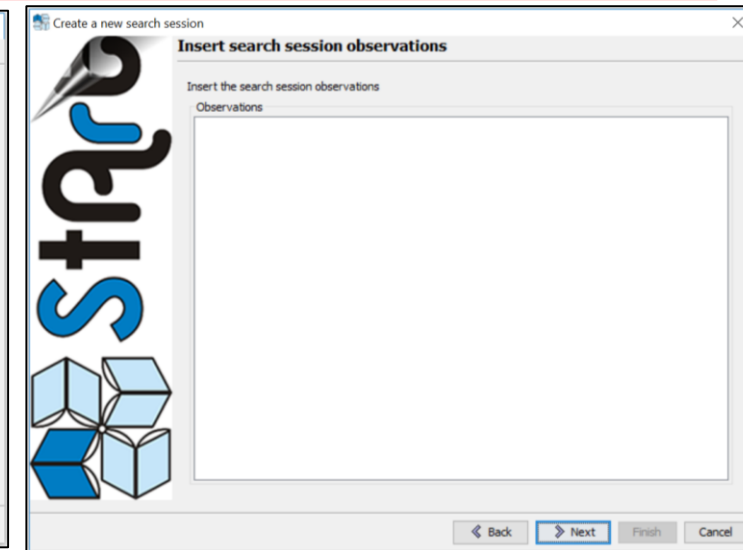 Create a new search session
Insert search session observations
Insert the search session observations
Observations
StArt
Back
Next
Finish
Cancel